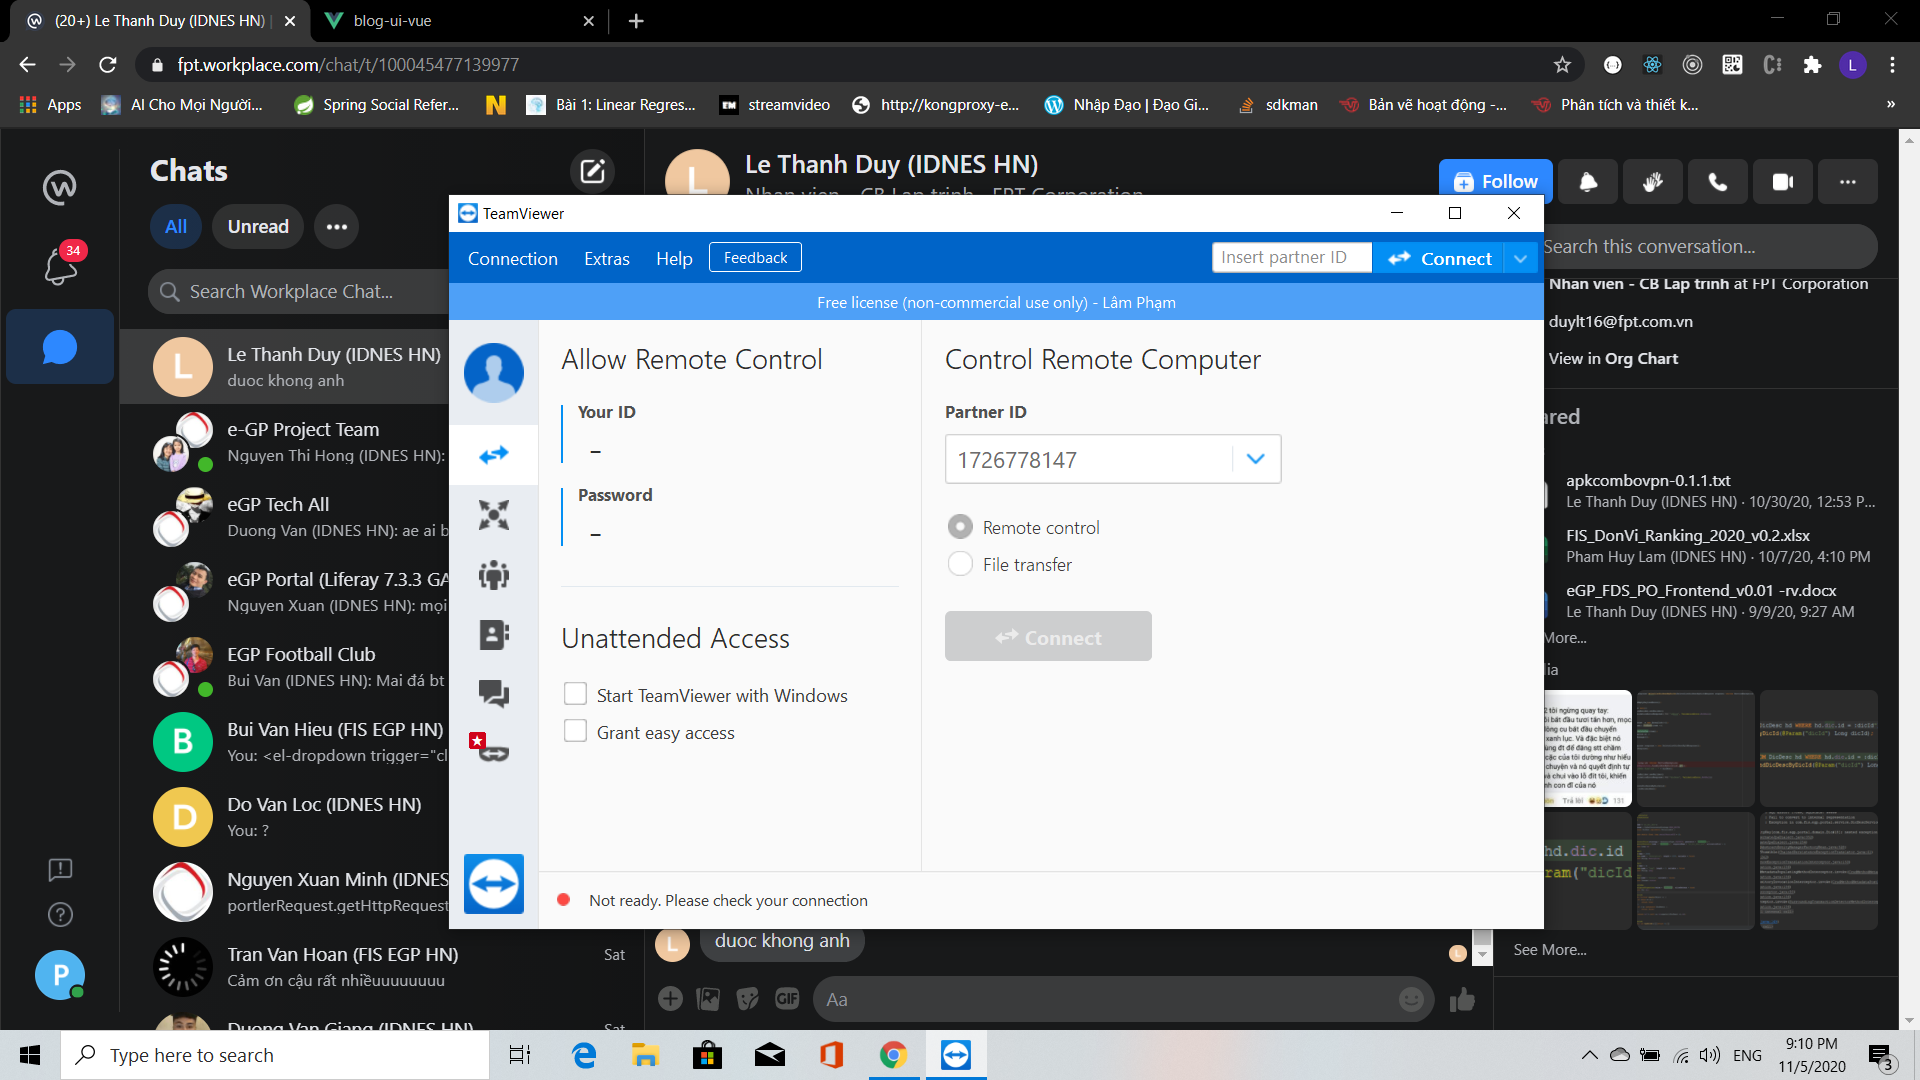 (20+) Le Thanh Duy (IDNES HN) |
blog-ui-vue
fpt.workplace.com/chat/t/100045477139977
L
Apps
AI Cho Mọi Người...
Spring Social Refer...
Bài 1: Linear Regres...
streamvideo
http://kongproxy-e...
Nhập Đạo | Đạo Gi...
sdkman
Bản vẽ hoạt động -...
Phân tích và thiết k...
»
Chats
All
Unread
34
Search Workplace Chat...
Le Thanh Duy (IDNES HN)
duoc khong anh
e-GP Project Team
Nguyen Thi Hong (IDNES HN):
eGP Tech All
Duong Van (IDNES HN): ae ai b
eGP Portal (Liferay 7.3.3 GA
Nguyen Xuan (IDNES HN): mọi
EGP Football Club
Bui Van (IDNES HN): Mai đá bt
B
Bui Van Hieu (FIS EGP HN)
You: <el-dropdown trigger="cl
D
Do Van Loc (IDNES HN)
You: ?
Nguyen Xuan Minh (IDNES
portlerRequest.getHttpRequest
Tran Van Hoan (FIS EGP HN)
Sat
Cảm ơn cậu rất nhiềuuuuuuuu
Duong Van Giang (IDNES HN)
Sat
P
L
Le Thanh Duy (IDNES HN)
Nhan vien - CB Lap trinh - FPT Corporation
Follow
TeamViewer
Connection
Extras
Help
Feedback
Insert partner ID
Connect
Free license (non-commercial use only) - Lâm Phạm
Allow Remote Control
Your ID
–
Password
–
Unattended Access
Start TeamViewer with Windows
Grant easy access
Control Remote Computer
Partner ID
1726778147
Remote control
File transfer
Connect
Not ready. Please check your connection
L
duoc khong anh
GIF
Aa
Search this conversation...
Nhan vien - CB Lap trinh at FPT Corporation
duylt16@fpt.com.vn
View in Org Chart
ared
apkcombovpn-0.1.1.txt
Le Thanh Duy (IDNES HN) · 10/30/20, 12:53 P...
FIS_DonVi_Ranking_2020_v0.2.xlsx
Pham Huy Lam (IDNES HN) · 10/7/20, 4:10 PM
eGP_FDS_PO_Frontend_v0.01 -rv.docx
Le Thanh Duy (IDNES HN) · 9/9/20, 9:27 AM
More...
ia
2 tôi ngừng quay tay:
hd.dic.id
ram("dicId
See More...
Type here to search
ENG
9:10 PM
11/5/2020
3